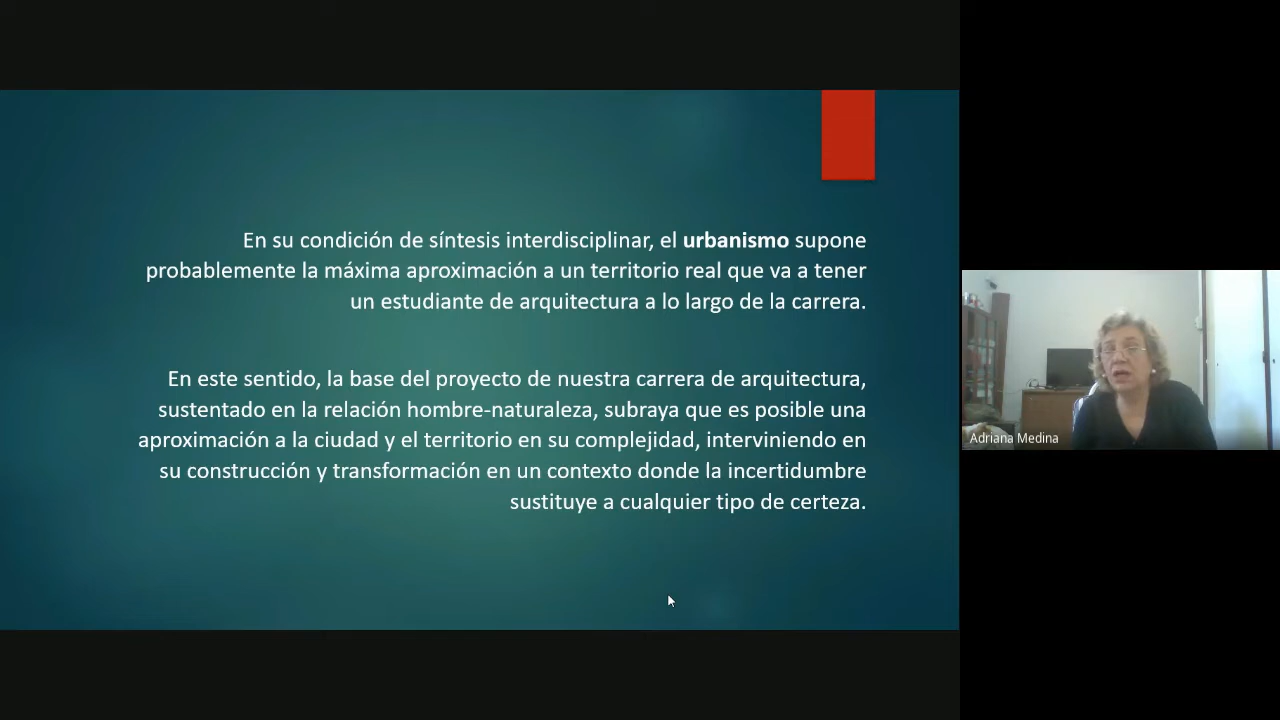 En su condición de síntesis interdisciplinar, el urbanismo supone
probablemente la máxima aproximación a un territorio real que va a tener
un estudiante de arquitectura a lo largo de la carrera.
En este sentido, la base del proyecto de nuestra carrera de arquitectura,
sustentado en la relación hombre-naturaleza, subraya que es posible una
aproximación a la ciudad y el territorio en su complejidad, interviniendo en
su construcción y transformación en un contexto donde la incertidumbre
sustituye a cualquier tipo de certeza.
Adriana Medina